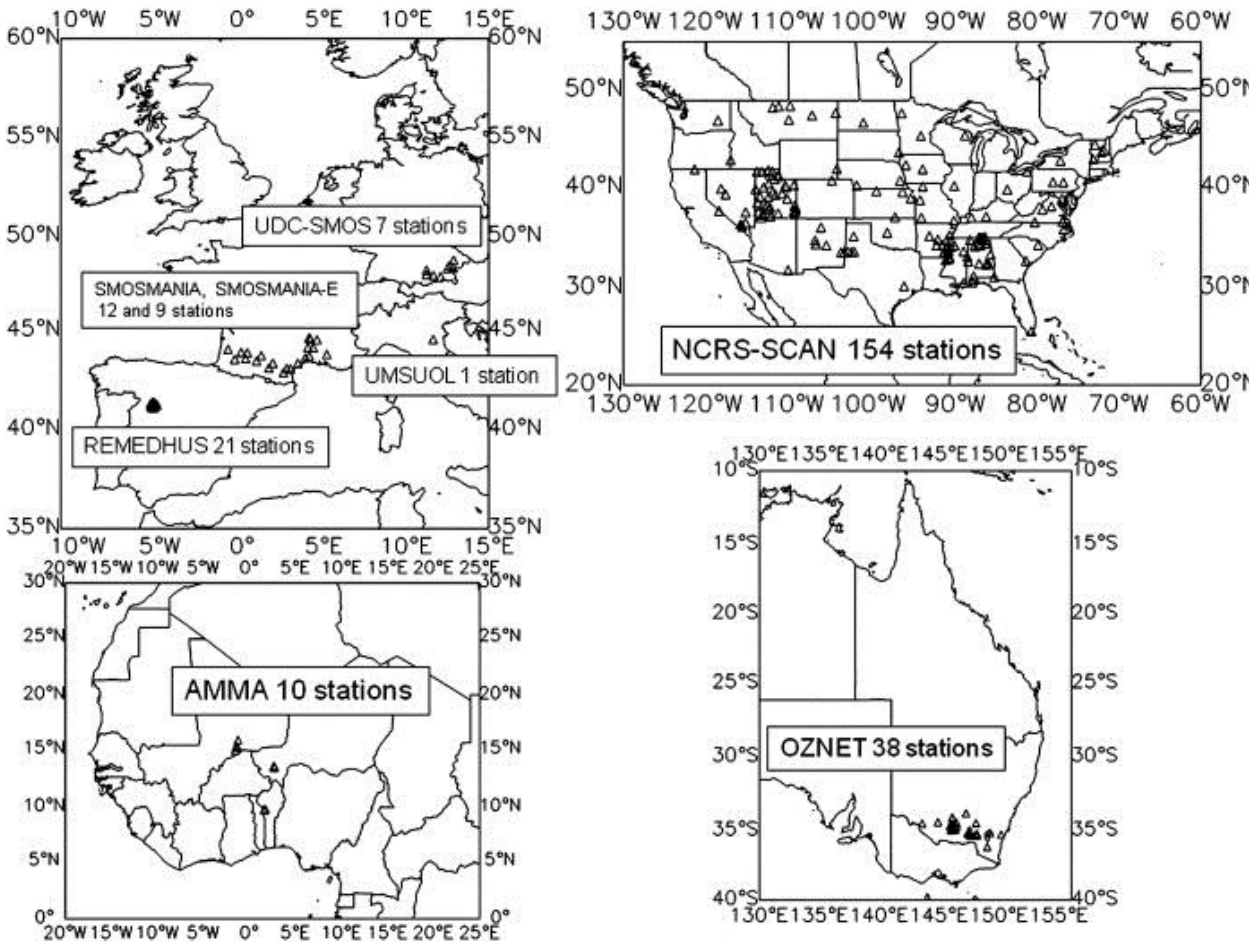 10°W 5°W 0°W 5°E 10°E 15°E
60°N 60°N
55°N 55°N
UDC-SMOS 7 stations
50°N 50°N
SMOSMANIA, SMOSMANIA-E
12 and 9 stations
45°N 45°N
UMSUOL 1 station
40°N 40°N
REMEDHUS 21 stations
35°N 35°N
10°W 5°W 0°W 5°E 10°E 15°E
130°W 120°W 110°W 100°W 90°W 80°W 70°W 60°W
50°N 50°N
40°N 40°N
30°N 30°N
NCRS-SCAN 154 stations
20°N 20°N
130°W 120°W 110°W 100°W 90°W 80°W 70°W 60°W
20°W 15°W 10°W 5°W 0°E 5°E 10°E 15°E 20°E 25°E
30°N 30°N
25°N 25°N
AMMA 10 stations
20°N 20°N
15°N 15°N
10°N 10°N
5°N 5°N
0° 0°
20°W 15°W 10°W 5°W 0°E 5°E 10°E 15°E 20°E 25°E
130°E 135°E 140°E 145°E 150°E 155°E
10°S 10°S
15°S 15°S
20°S 20°S
25°S 25°S
OZNET 38 stations
30°S 30°S
35°S 35°S
40°S 40°S
130°E 135°E 140°E 145°E 150°E 155°E